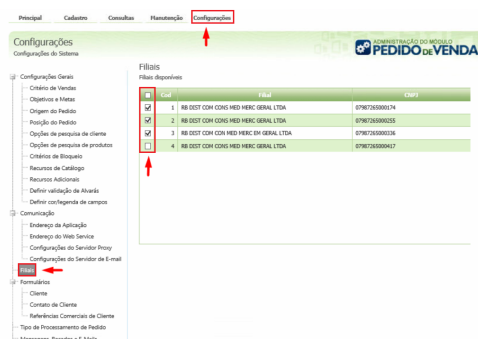 Principal Cadastro Consultas Manutenção Configurações
Configurações
Configurações do Sistema
ADMINISTRAÇÃO DO MÓDULO
PEDIDO DE VENDA
Filiais
Filiais disponíveis
Configurações Gerais
Critério de Vendas
Objetivos e Metas
Origem do Pedido
Posição do Pedido
Opções de pesquisa de cliente
Opções de pesquisa de produtos
Critérios de Bloqueio
Recursos de Catálogo
Recursos Adicionais
Definir validação de Alvarás
Definir cor/legenda de campos
Comunicação
Endereço da Aplicação
Endereço do Web Service
Configurações do Servidor Proxy
Configurações do Servidor de E-mail
Filiais
Formulários
Cliente
Contato de Cliente
Referências Comerciais de Cliente
Tipo de Processamento de Pedido
Cod Filial CNPJ
1 RB DIST COM CONS MED MERC GERAL LTDA 07987265000174
2 RB DIST COM CONS MED MERC GERAL LTDA 07987265000255
3 RB DIST COM CON MED MERC EM GERAL LTDA 07987265000336
4 RB DIST COM CONS MED MERC GERAL LTDA 07987265000417